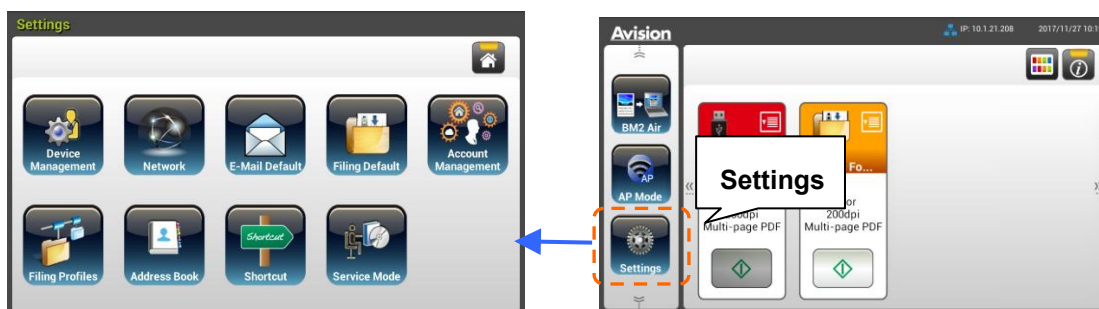 Settings
Device
Management
Network
E-Mail Default
Filing Default
Account
Management
Filing Profiles
Address Book
Shortcut
Shortcut
Service Mode
Avision
IP: 10.1.21.208
2017/11/27 10:1
BM2 Air
AP
AP Mode
Settings
Fo...
Settings
200dpi
Multi-page PDF
Multi-page PDF